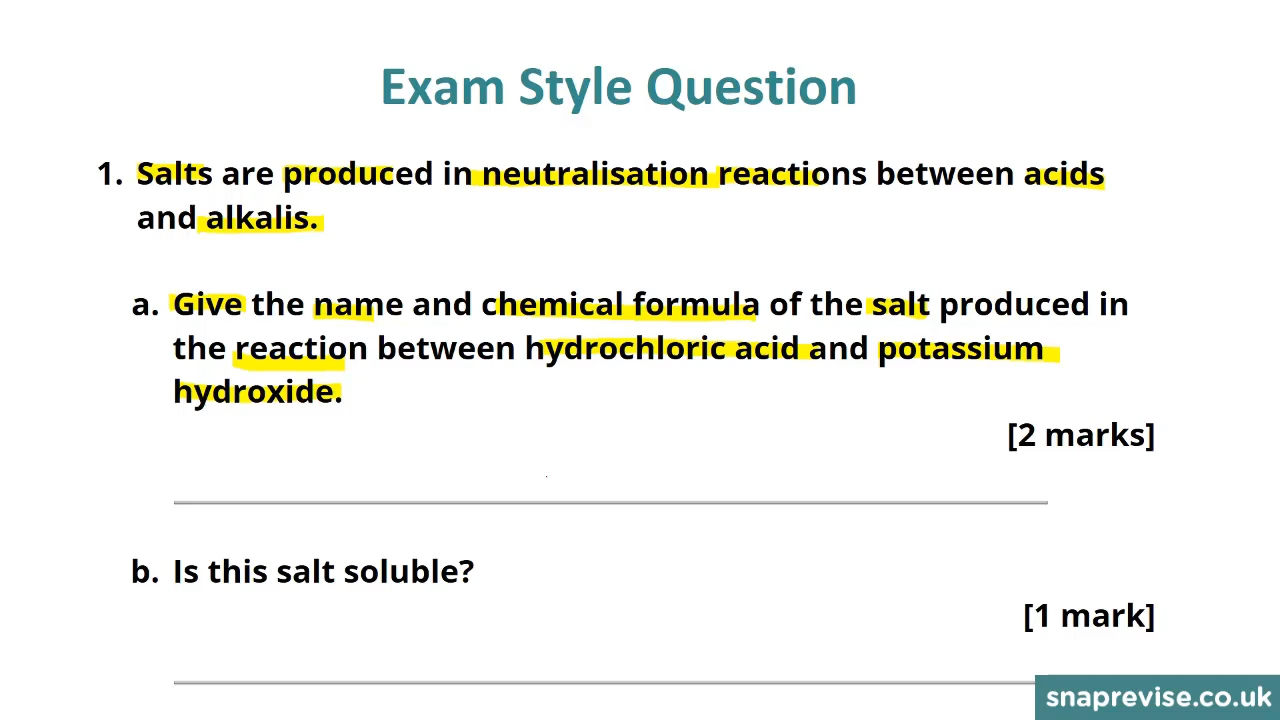 Exam Style Question
1. Salts are produced in neutralisation reactions between acids
and alkalis.
a. Give the name and chemical formula of the salt produced in
the reaction between hydrochloric acid and potassium
hydroxide.
[2 marks]
b. Is this salt soluble?
[1 mark]
snaprevise.co.uk